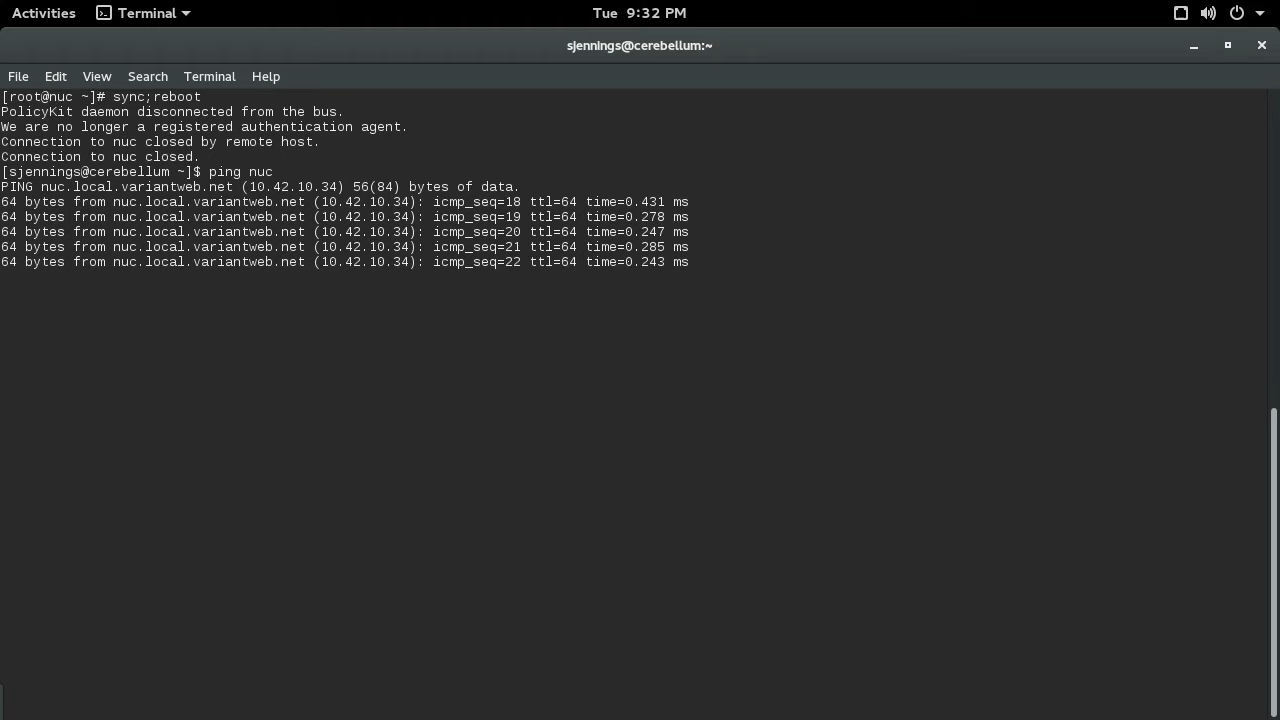 Activities Terminal Tue 9:32 PM
sjennings@cerebellum:~
File Edit View Search Terminal Help
[root@nuc ~]# sync;reboot
PolicyKit daemon disconnected from the bus.
We are no longer a registered authentication agent.
Connection to nuc closed by remote host.
Connection to nuc closed.
[sjennings@cerebellum ~]$ ping nuc
PING nuc.local.variantweb.net (10.42.10.34) 56(84) bytes of data.
64 bytes from nuc.local.variantweb.net (10.42.10.34): icmp_seq=18 ttl=64 time=0.431 ms
64 bytes from nuc.local.variantweb.net (10.42.10.34): icmp_seq=19 ttl=64 time=0.278 ms
64 bytes from nuc.local.variantweb.net (10.42.10.34): icmp_seq=20 ttl=64 time=0.247 ms
64 bytes from nuc.local.variantweb.net (10.42.10.34): icmp_seq=21 ttl=64 time=0.285 ms
64 bytes from nuc.local.variantweb.net (10.42.10.34): icmp_seq=22 ttl=64 time=0.243 ms